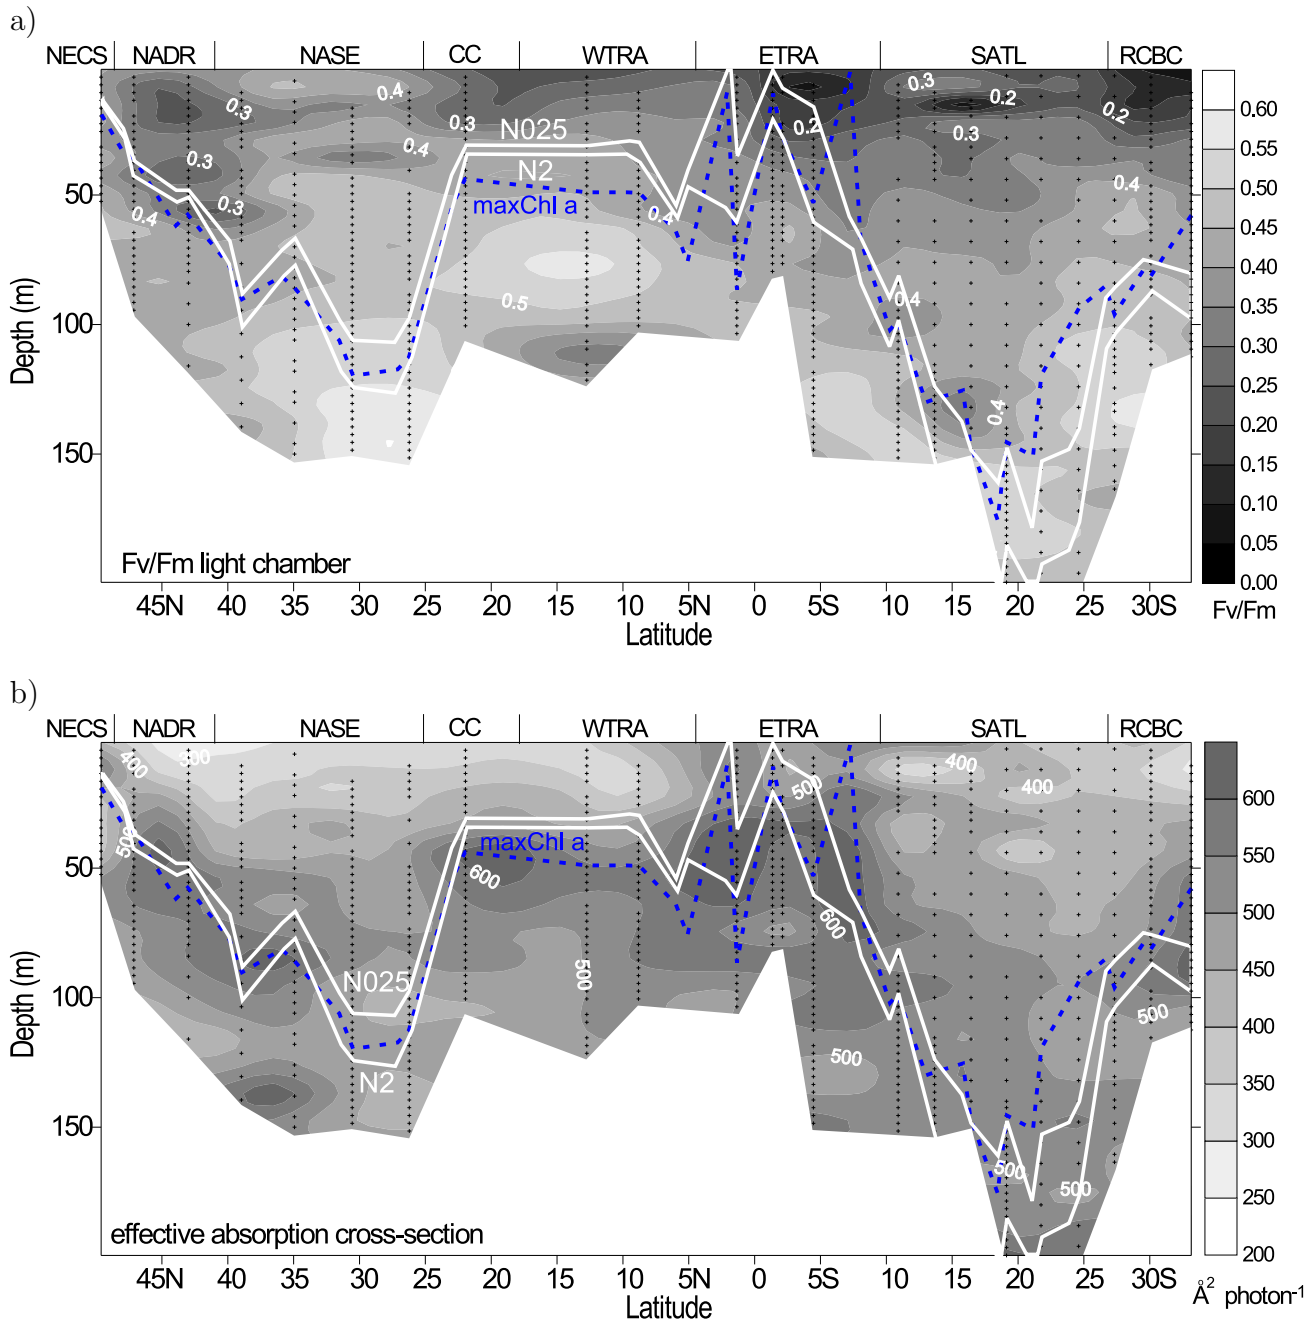 a)
NECS NADR NASE CC WTRA ETRA SATL RCBC
0.4 0.3 0.3 0.4 0.3 0.4 0.3 0.4 0.5 0.4 0.2 0.3 0.2 0.3 0.2 0.4 0.4 0.4
N025
N2
maxChl a
50
100
150
Depth (m)
Fv/Fm light chamber
45N 40 35 30 25 20 15 10 5N 0 5S 10 15 20 25 30S
Latitude
0.60
0.55
0.50
0.45
0.40
0.35
0.30
0.25
0.20
0.15
0.10
0.05
0.00
Fv/Fm
b)
NECS NADR NASE CC WTRA ETRA SATL RCBC
400 300 500 600 500 500 600 500 400 400 500 500 500
maxChl a
N025
N2
50
100
150
Depth (m)
effective absorption cross-section
45N 40 35 30 25 20 15 10 5N 0 5S 10 15 20 25 30S
Latitude
600
550
500
450
400
350
300
250
200
Å² photon⁻¹